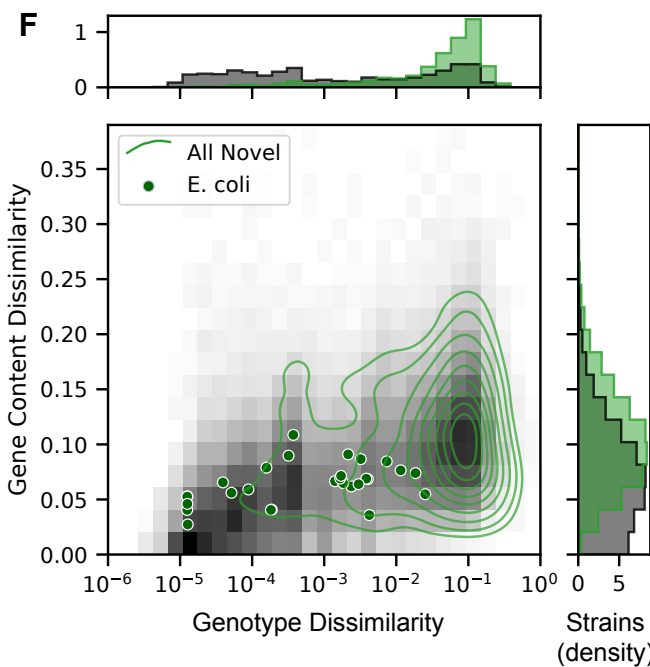 F
1
0
All Novel
E. coli
Gene Content Dissimilarity
0.35
0.30
0.25
0.20
0.15
0.10
0.05
0.00
10⁻⁶ 10⁻⁵ 10⁻⁴ 10⁻³ 10⁻² 10⁻¹ 10⁰
Genotype Dissimilarity
0 5
Strains
(density)